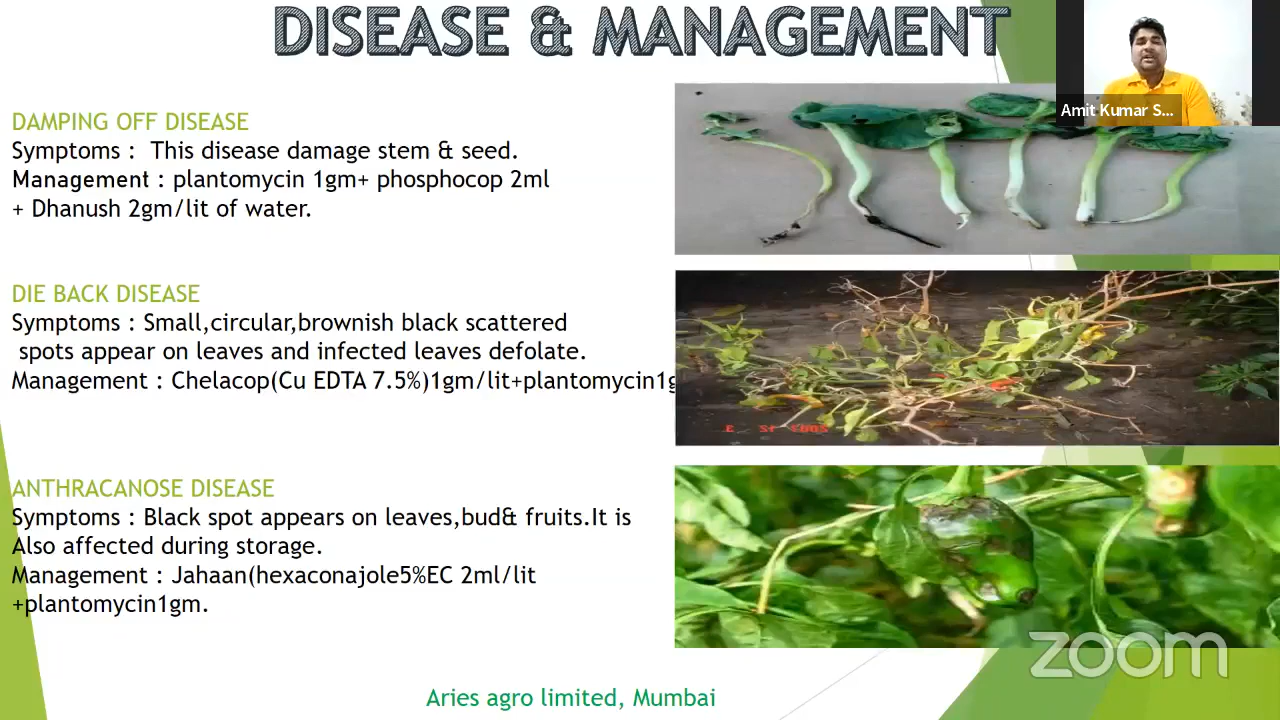 DISEASE & MANAGEMENT
Amit Kumar S...
DAMPING OFF DISEASE
Symptoms : This disease damage stem & seed.
Management : plantomycin 1gm+ phosphocop 2ml
+ Dhanush 2gm/lit of water.
DIE BACK DISEASE
Symptoms : Small,circular,brownish black scattered
spots appear on leaves and infected leaves defolate.
Management : Chelacop(Cu EDTA 7.5%)1gm/lit+plantomycin1g
ANTHRACANOSE DISEASE
Symptoms : Black spot appears on leaves,bud& fruits.It is
Also affected during storage.
Management : Jahaan(hexaconajole5%EC 2ml/lit
+plantomycin1gm.
zoom
Aries agro limited, Mumbai